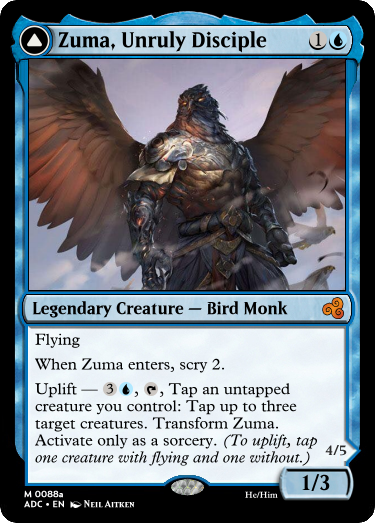 Zuma, Unruly Disciple 1
Legendary Creature — Bird Monk
Flying
When Zuma enters, scry 2.
Uplift — 3, , Tap an untapped
creature you control: Tap up to three
target creatures. Transform Zuma.
Activate only as a sorcery. (To uplift, tap
one creature with flying and one without.)
4/5
1/3
M 0088a
ADC • EN Neil Aitken
He/Him